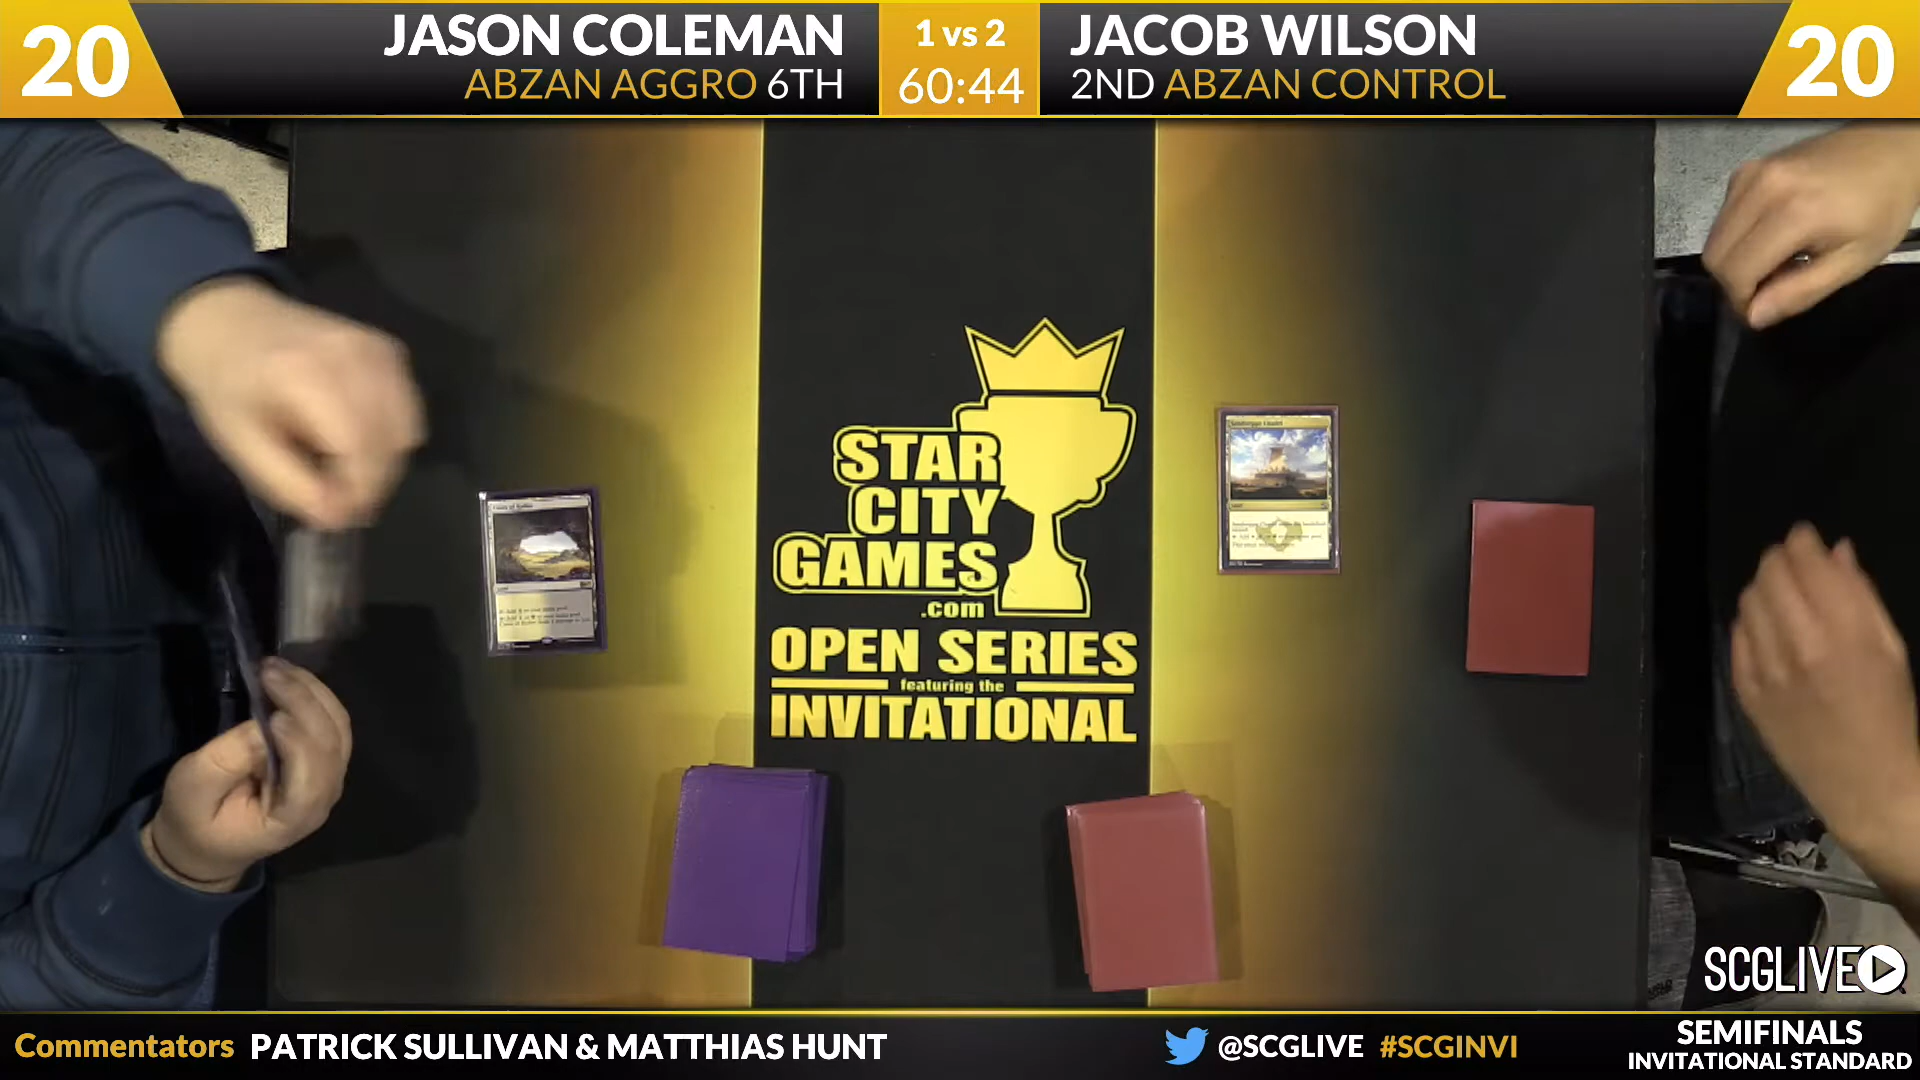 20
JASON COLEMAN
ABZAN AGGRO 6TH
1 vs 2
60:44
JACOB WILSON
2ND ABZAN CONTROL
20
STAR
CITY
GAMES
.com
OPEN SERIES
featuring the
INVITATIONAL
SCGLIVE
Commentators PATRICK SULLIVAN & MATTHIAS HUNT
@SCGLIVE #SCGINVI
SEMIFINALS
INVITATIONAL STANDARD